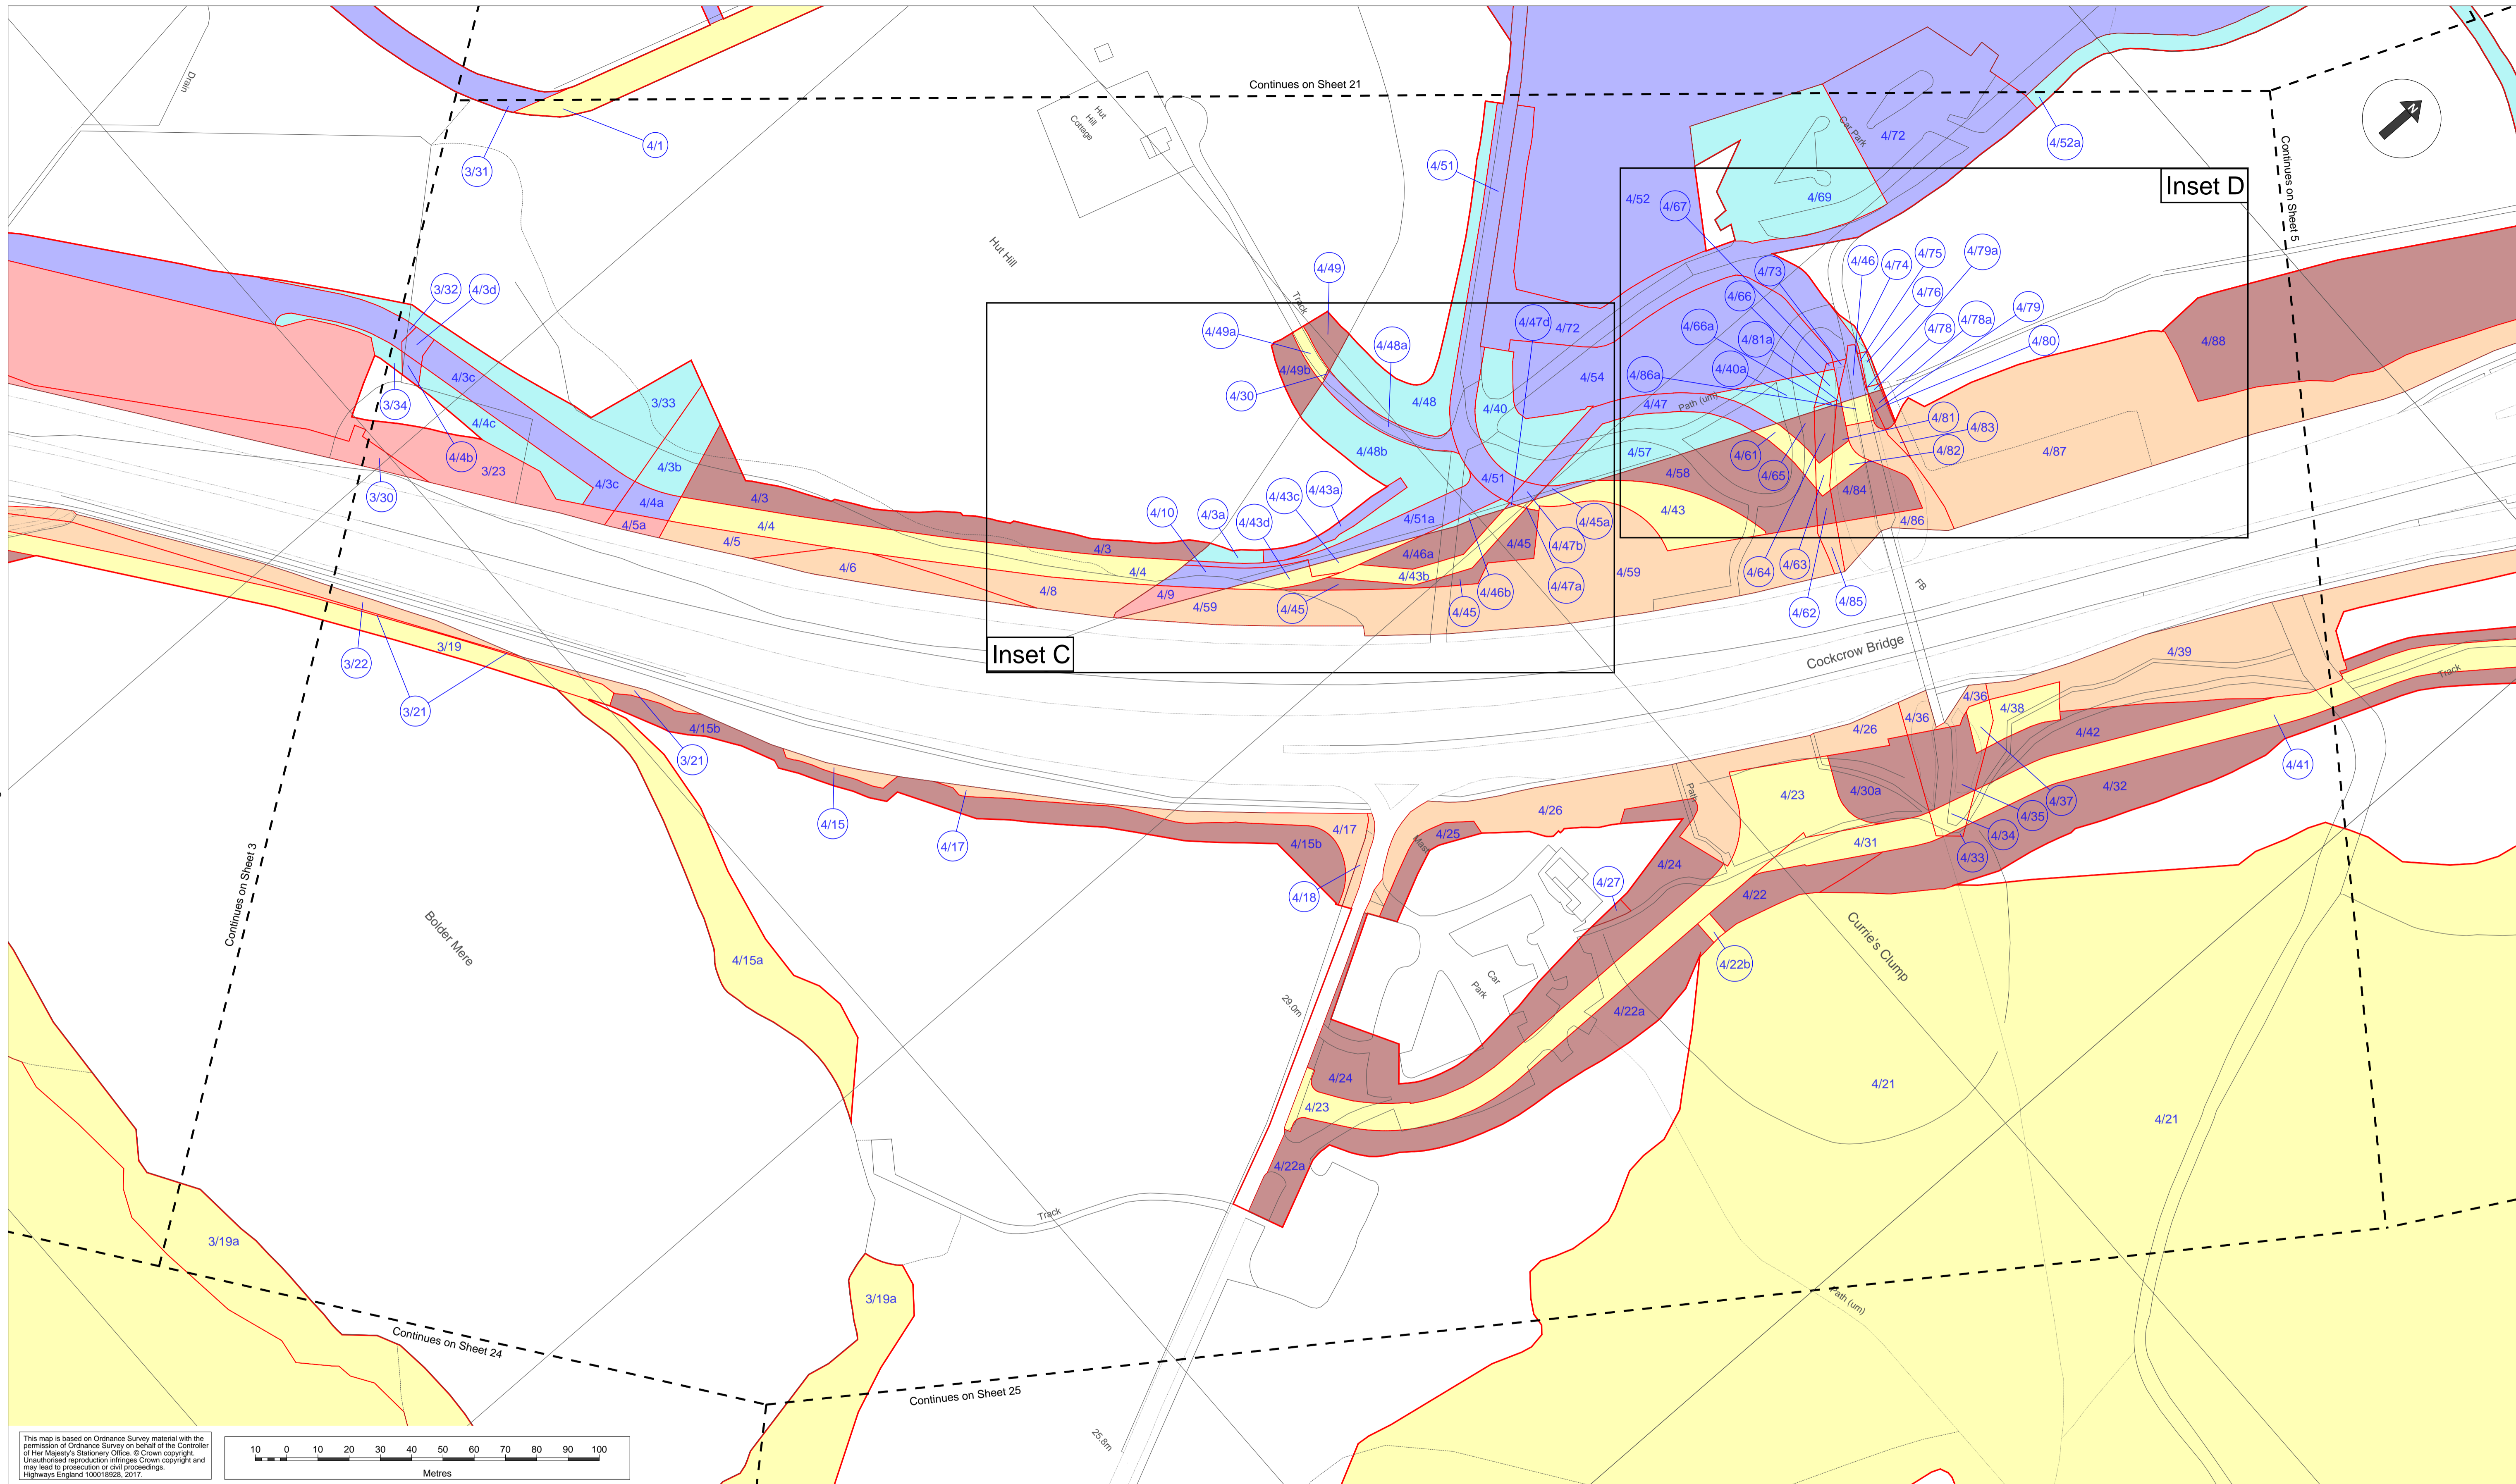 Continues on Sheet 21
Drain
3/31
4/1
Hut
Hill
Cottage
Hut Hill
Track
4/51
4/52
4/67
4/69
Car Park
4/72
4/52a
Continues on Sheet 5
N
Inset D
3/32
4/3d
4/3c
3/33
3/34
4/4c
4/4b
4/3b
3/23
3/30
4/3c
4/4a
4/5a
4/3
4/4
4/5
4/6
4/8
4/3
4/4
4/9
4/59
4/10
4/3a
4/43d
4/43c
4/43a
4/49
4/49a
4/49b
4/30
4/48a
4/48
4/48b
4/40
4/51
4/51a
4/47d
4/72
4/54
4/46a
4/43b
4/45
4/45
4/45
4/46b
4/47a
4/47b
4/45a
Inset C
4/73
4/66
4/66a
4/81a
4/86a
4/40a
4/47
Path (um)
4/57
4/58
4/43
4/59
4/61
4/65
4/64
4/63
4/62
4/85
4/46
4/74
4/75
4/79a
4/76
4/78
4/78a
4/79
4/80
4/81
4/83
4/82
4/84
4/86
4/87
4/88
FB
Cockcrow Bridge
3/22
3/19
3/21
3/21
4/15b
4/15
4/17
4/15b
4/17
4/18
4/15a
Bolder Mere
Continues on Sheet 3
3/19a
3/19a
Continues on Sheet 24
Continues on Sheet 25
29.0m
25.8m
Track
Mast
4/25
4/26
4/27
4/24
Path
4/23
4/26
4/36
4/36
4/30a
4/38
4/39
Track
4/42
4/41
4/32
4/37
4/35
4/34
4/33
4/31
4/22
4/22b
4/22a
Car
Park
4/24
4/23
4/22a
Currie's Clump
4/21
4/21
Path (um)
This map is based on Ordnance Survey material with the
permission of Ordnance Survey on behalf of the Controller
of Her Majesty's Stationery Office. © Crown copyright.
Unauthorised reproduction infringes Crown copyright and
may lead to prosecution or civil proceedings.
Highways England 100018928, 2017.
10 0 10 20 30 40 50 60 70 80 90 100
Metres